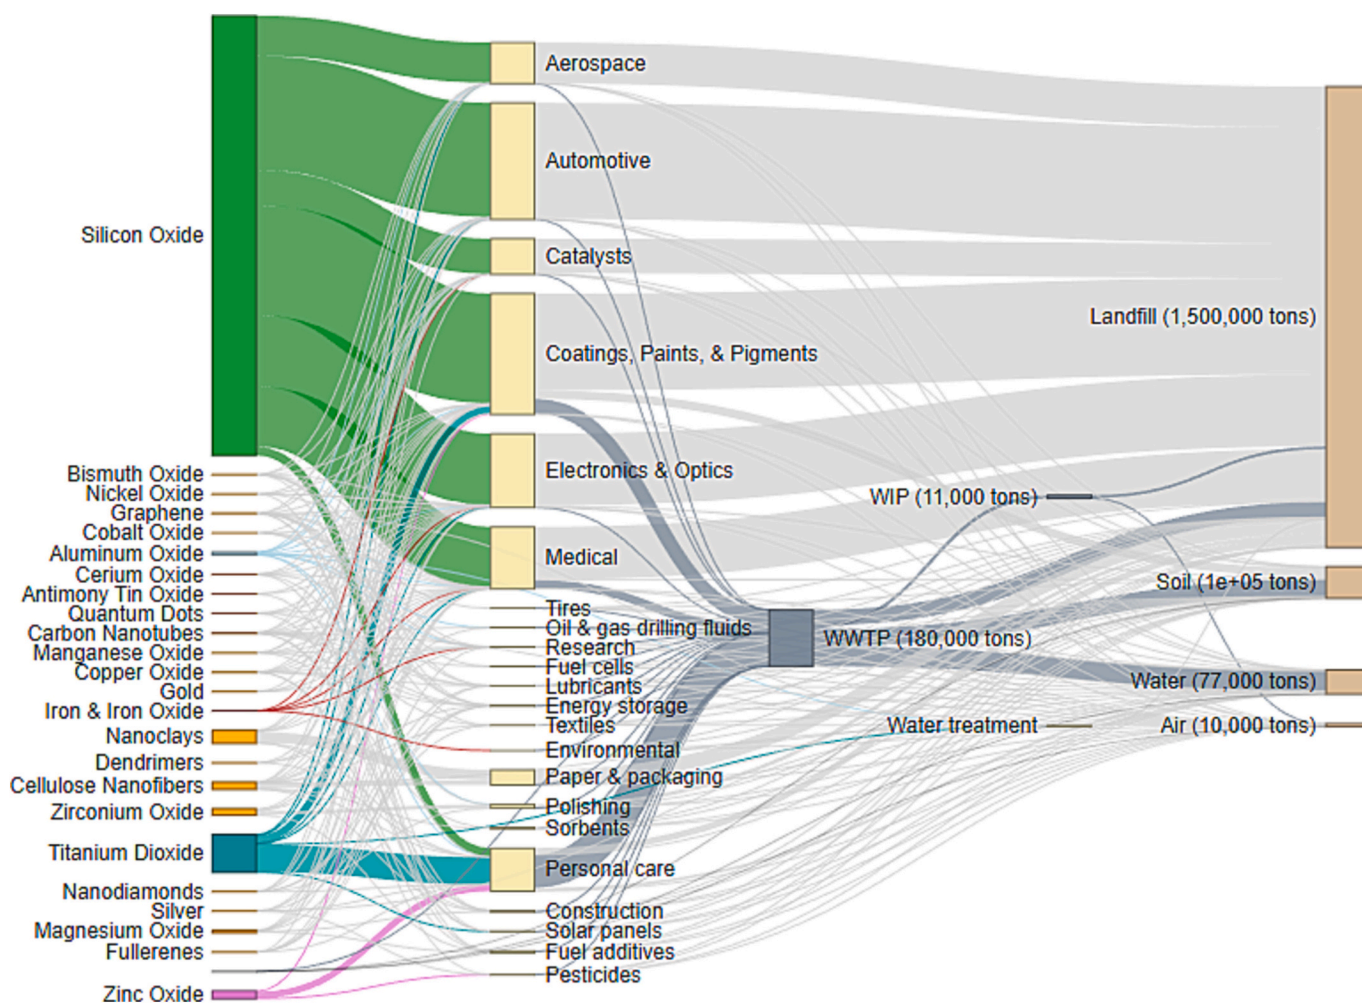 Silicon Oxide
Bismuth Oxide
Nickel Oxide
Graphene
Cobalt Oxide
Aluminum Oxide
Cerium Oxide
Antimony Tin Oxide
Quantum Dots
Carbon Nanotubes
Manganese Oxide
Copper Oxide
Gold
Iron & Iron Oxide
Nanoclays
Dendrimers
Cellulose Nanofibers
Zirconium Oxide
Titanium Dioxide
Nanodiamonds
Silver
Magnesium Oxide
Fullerenes
Zinc Oxide
Aerospace
Automotive
Catalysts
Coatings, Paints, & Pigments
Electronics & Optics
Medical
Tires
Oil & gas drilling fluids
Research
Fuel cells
Lubricants
Energy storage
Textiles
Environmental
Paper & packaging
Polishing
Sorbents
Personal care
Construction
Solar panels
Fuel additives
Pesticides
WWTP (180,000 tons)
WIP (11,000 tons)
Water treatment
Landfill (1,500,000 tons)
Soil (1e+05 tons)
Water (77,000 tons)
Air (10,000 tons)